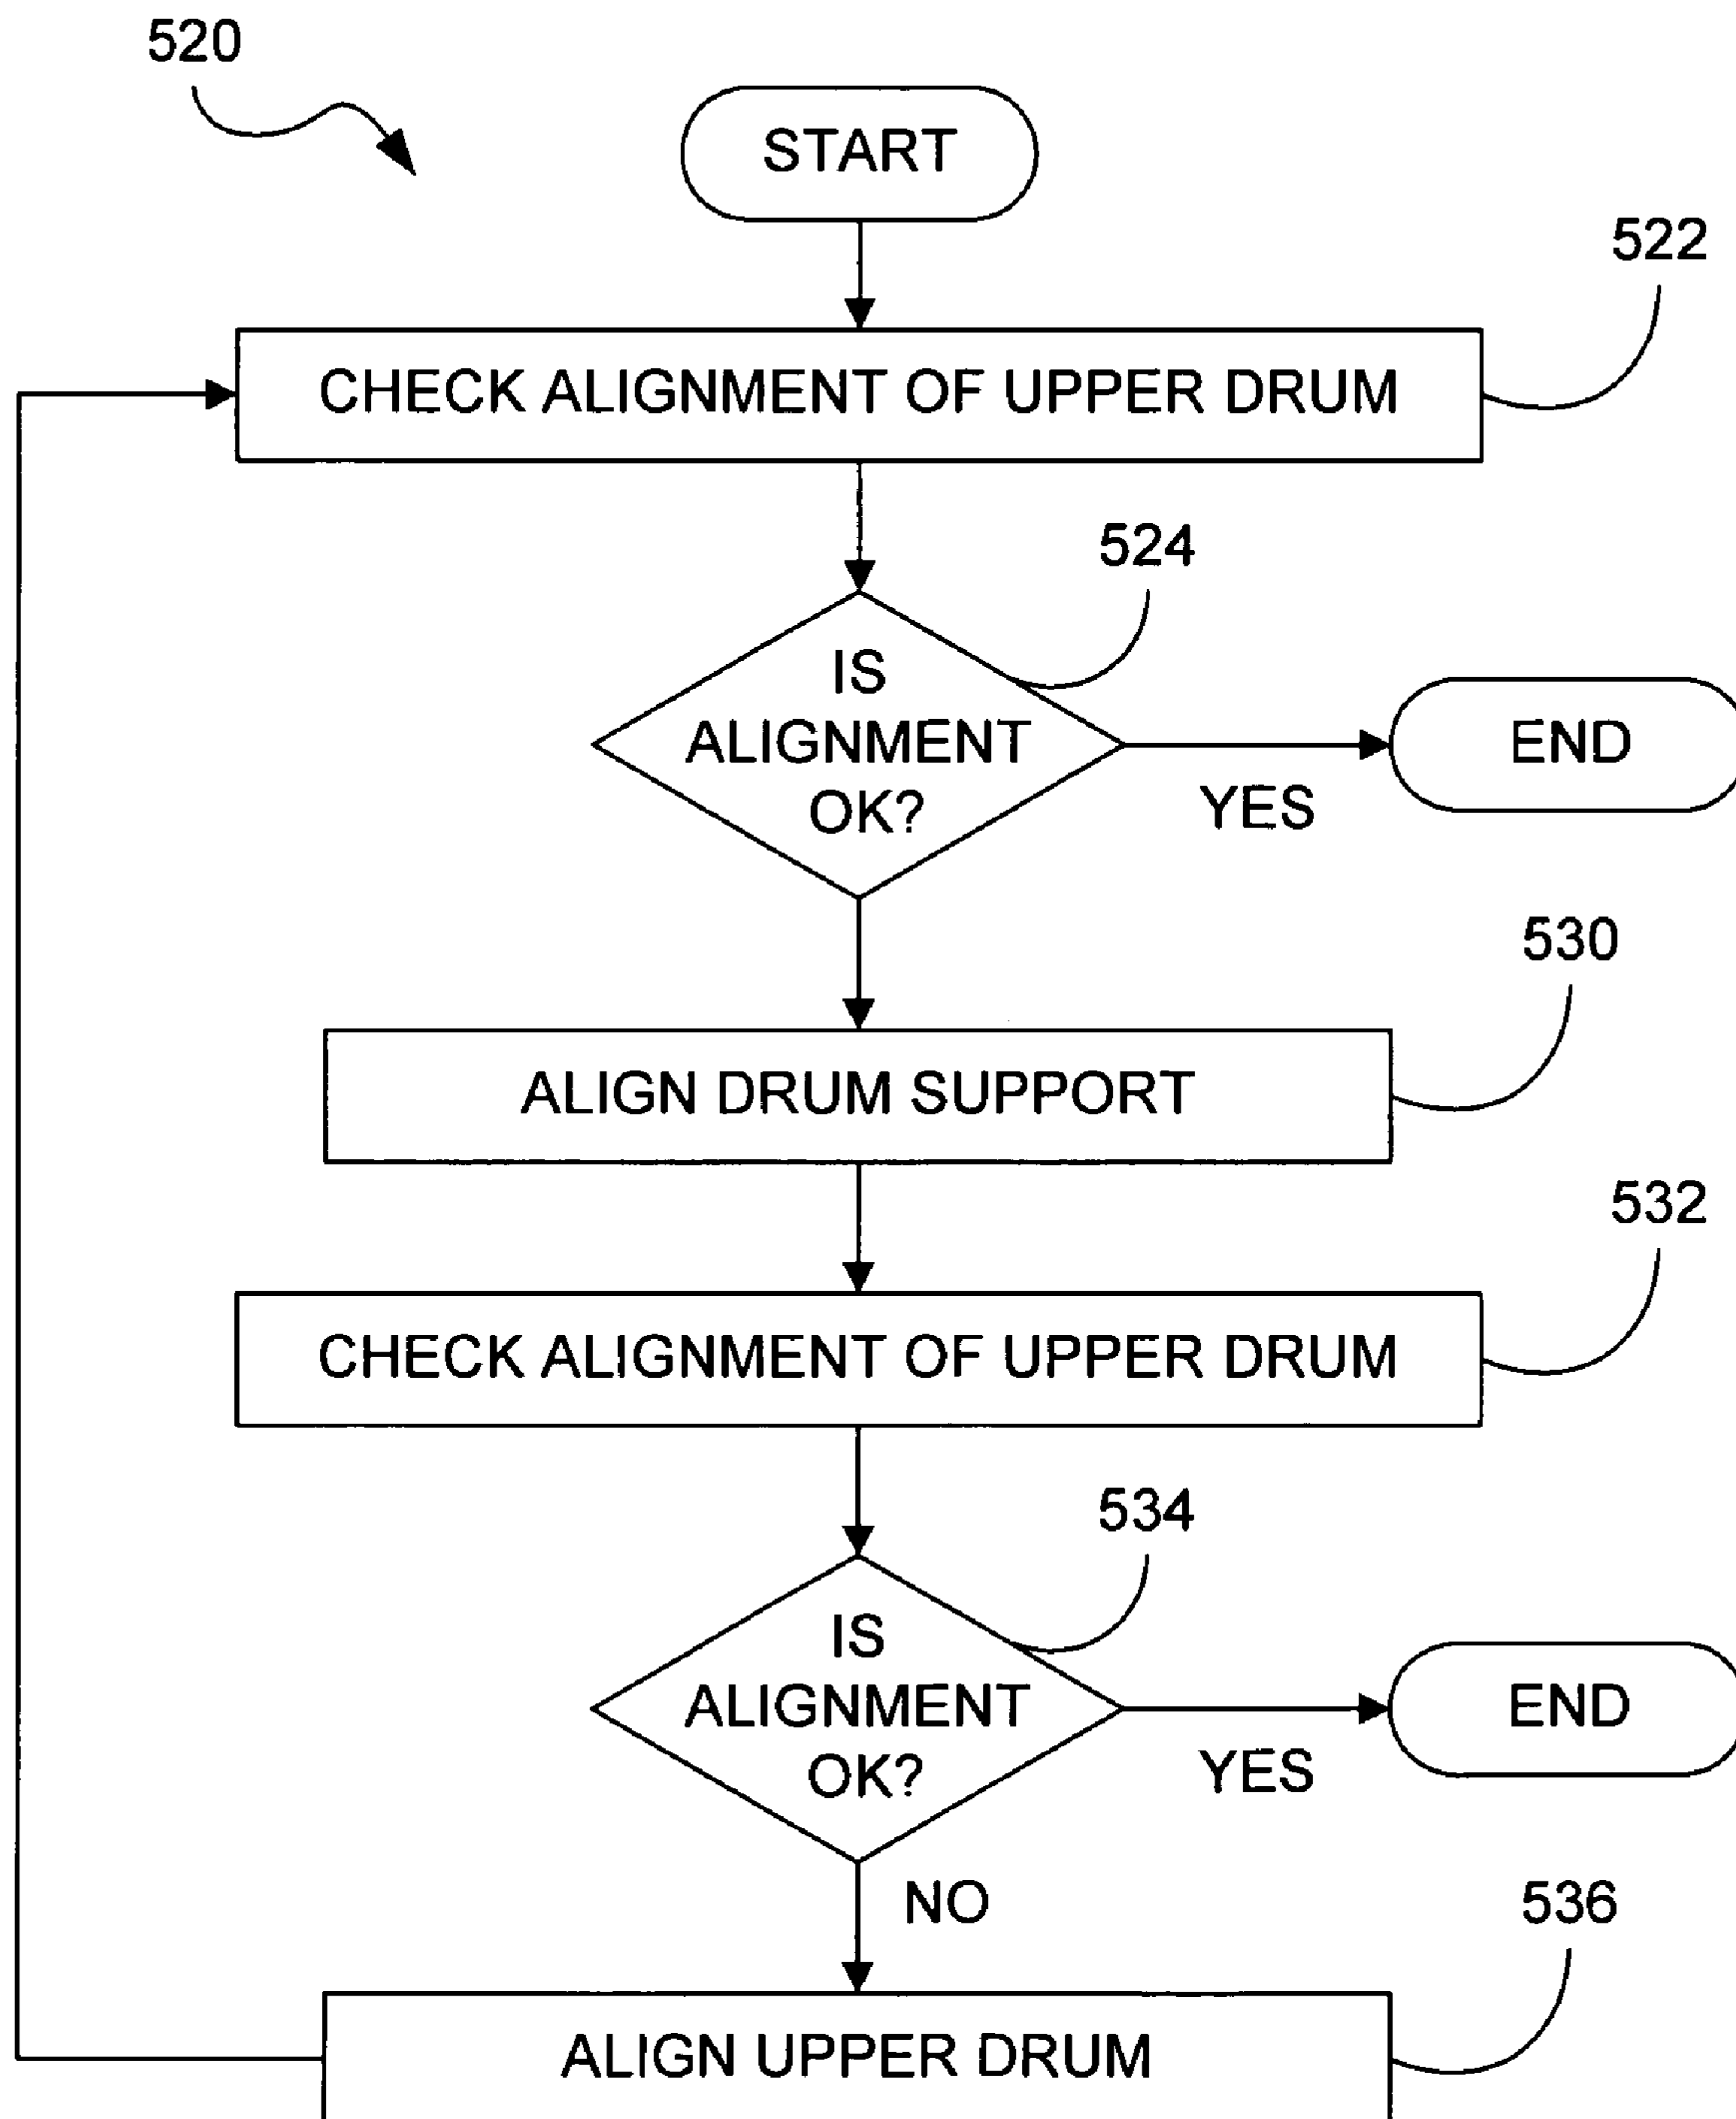 520
START
522
CHECK ALIGNMENT OF UPPER DRUM
524
IS
ALIGNMENT
OK?
YES
END
530
ALIGN DRUM SUPPORT
532
CHECK ALIGNMENT OF UPPER DRUM
534
IS
ALIGNMENT
OK?
YES
END
NO
536
ALIGN UPPER DRUM